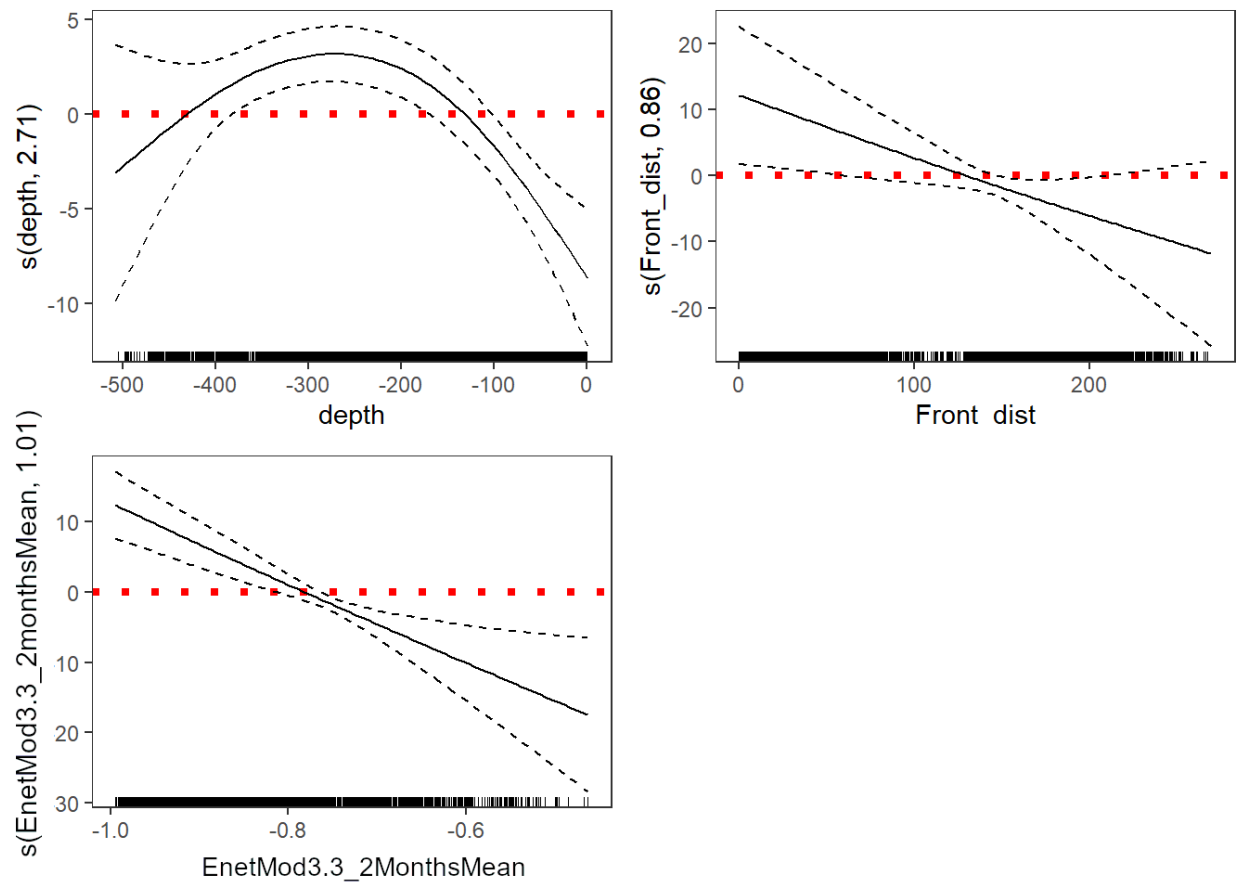 5
0
-5
-10
s(depth, 2.71)
-500 -400 -300 -200 -100 0
depth
20
10
0
-10
-20
s(Front_dist, 0.86)
0 100 200
Front dist
10
0
-10
-20
-30
s(EnetMod3.3_2monthsMean, 1.01)
-1.0 -0.8 -0.6
EnetMod3.3_2MonthsMean